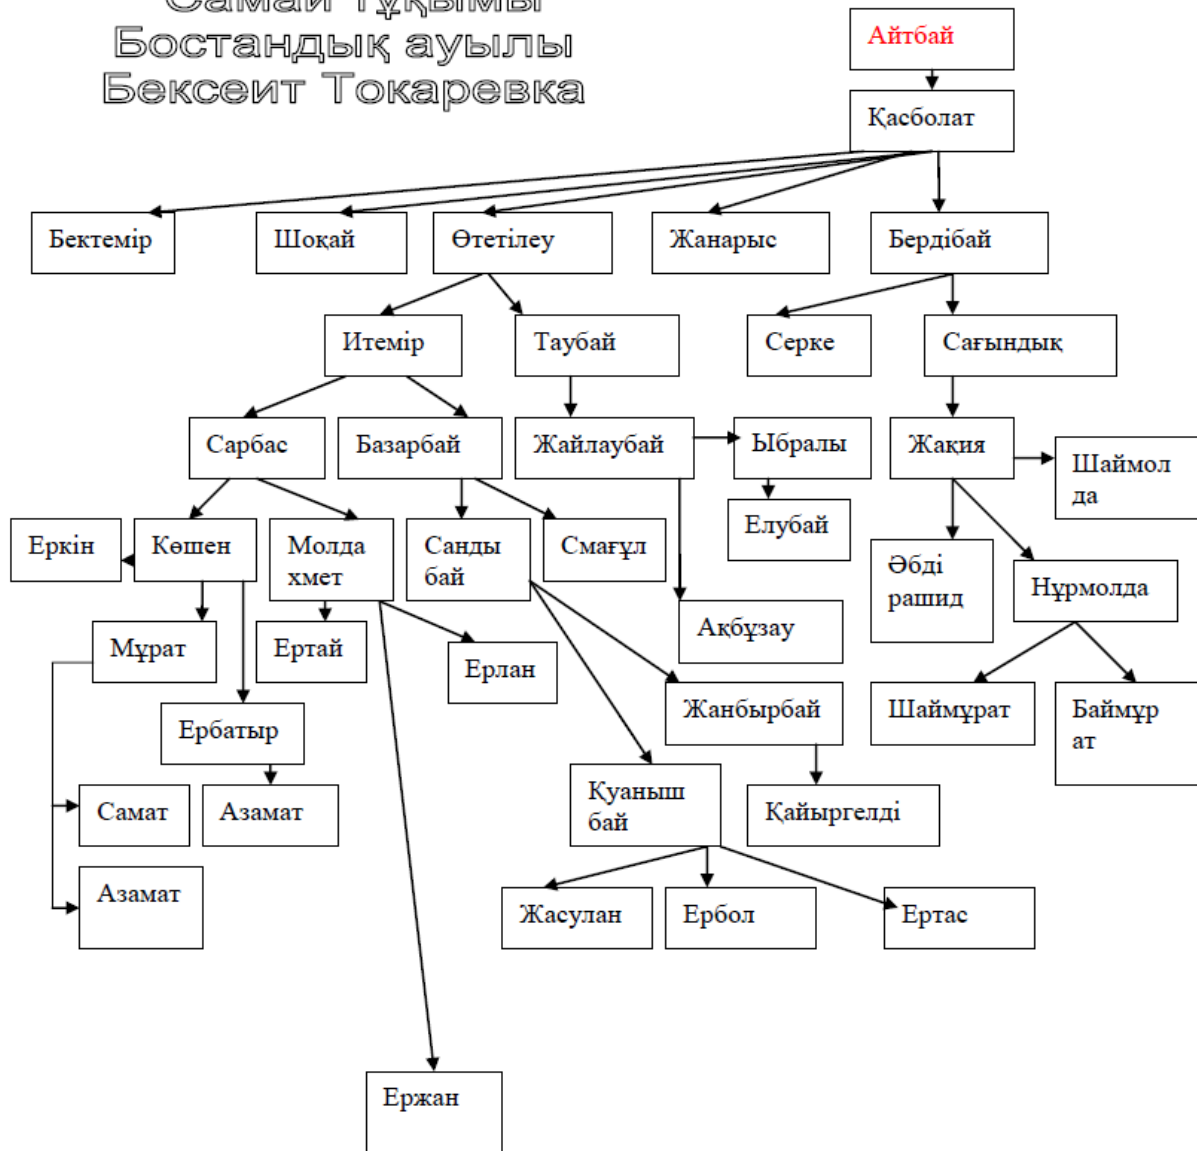 Самай тұқымы
Бостандық ауылы
Бексеит Токаревка
Айтбай
Қасболат
Бектемір
Шоқай
Өтетілеу
Жанарыс
Бердібай
Итемір
Таубай
Серке
Сағындық
Сарбас
Базарбай
Жайлаубай
Ыбралы
Жақия
Шаймол
да
Еркін
Көшен
Молда
хмет
Санды
бай
Смағұл
Елубай
Әбді
рашид
Нұрмолда
Мұрат
Ертай
Ерлан
Ақбұзау
Ербатыр
Жанбырбай
Шаймұрат
Баймұр
ат
Самат
Азамат
Қуаныш
бай
Қайыргелді
Азамат
Жасулан
Ербол
Ертас
Ержан